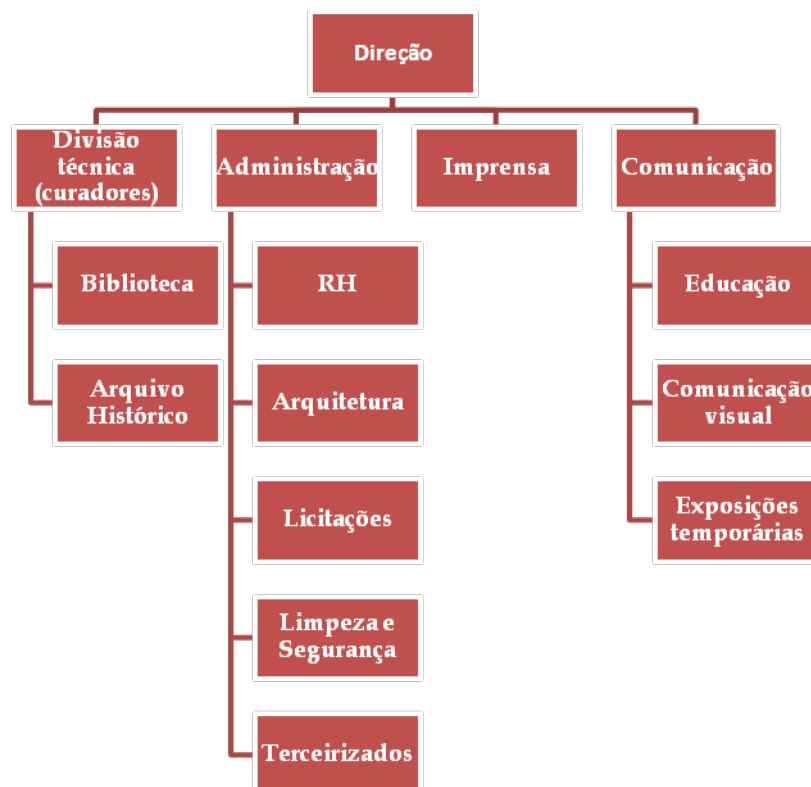 Direção
Divisão
técnica
(curadores)
Administração
Imprensa
Comunicação
Biblioteca
RH
Educação
Arquivo
Histórico
Arquitetura
Comunicação
visual
Licitações
Exposições
temporárias
Limpeza e
Segurança
Terceirizados